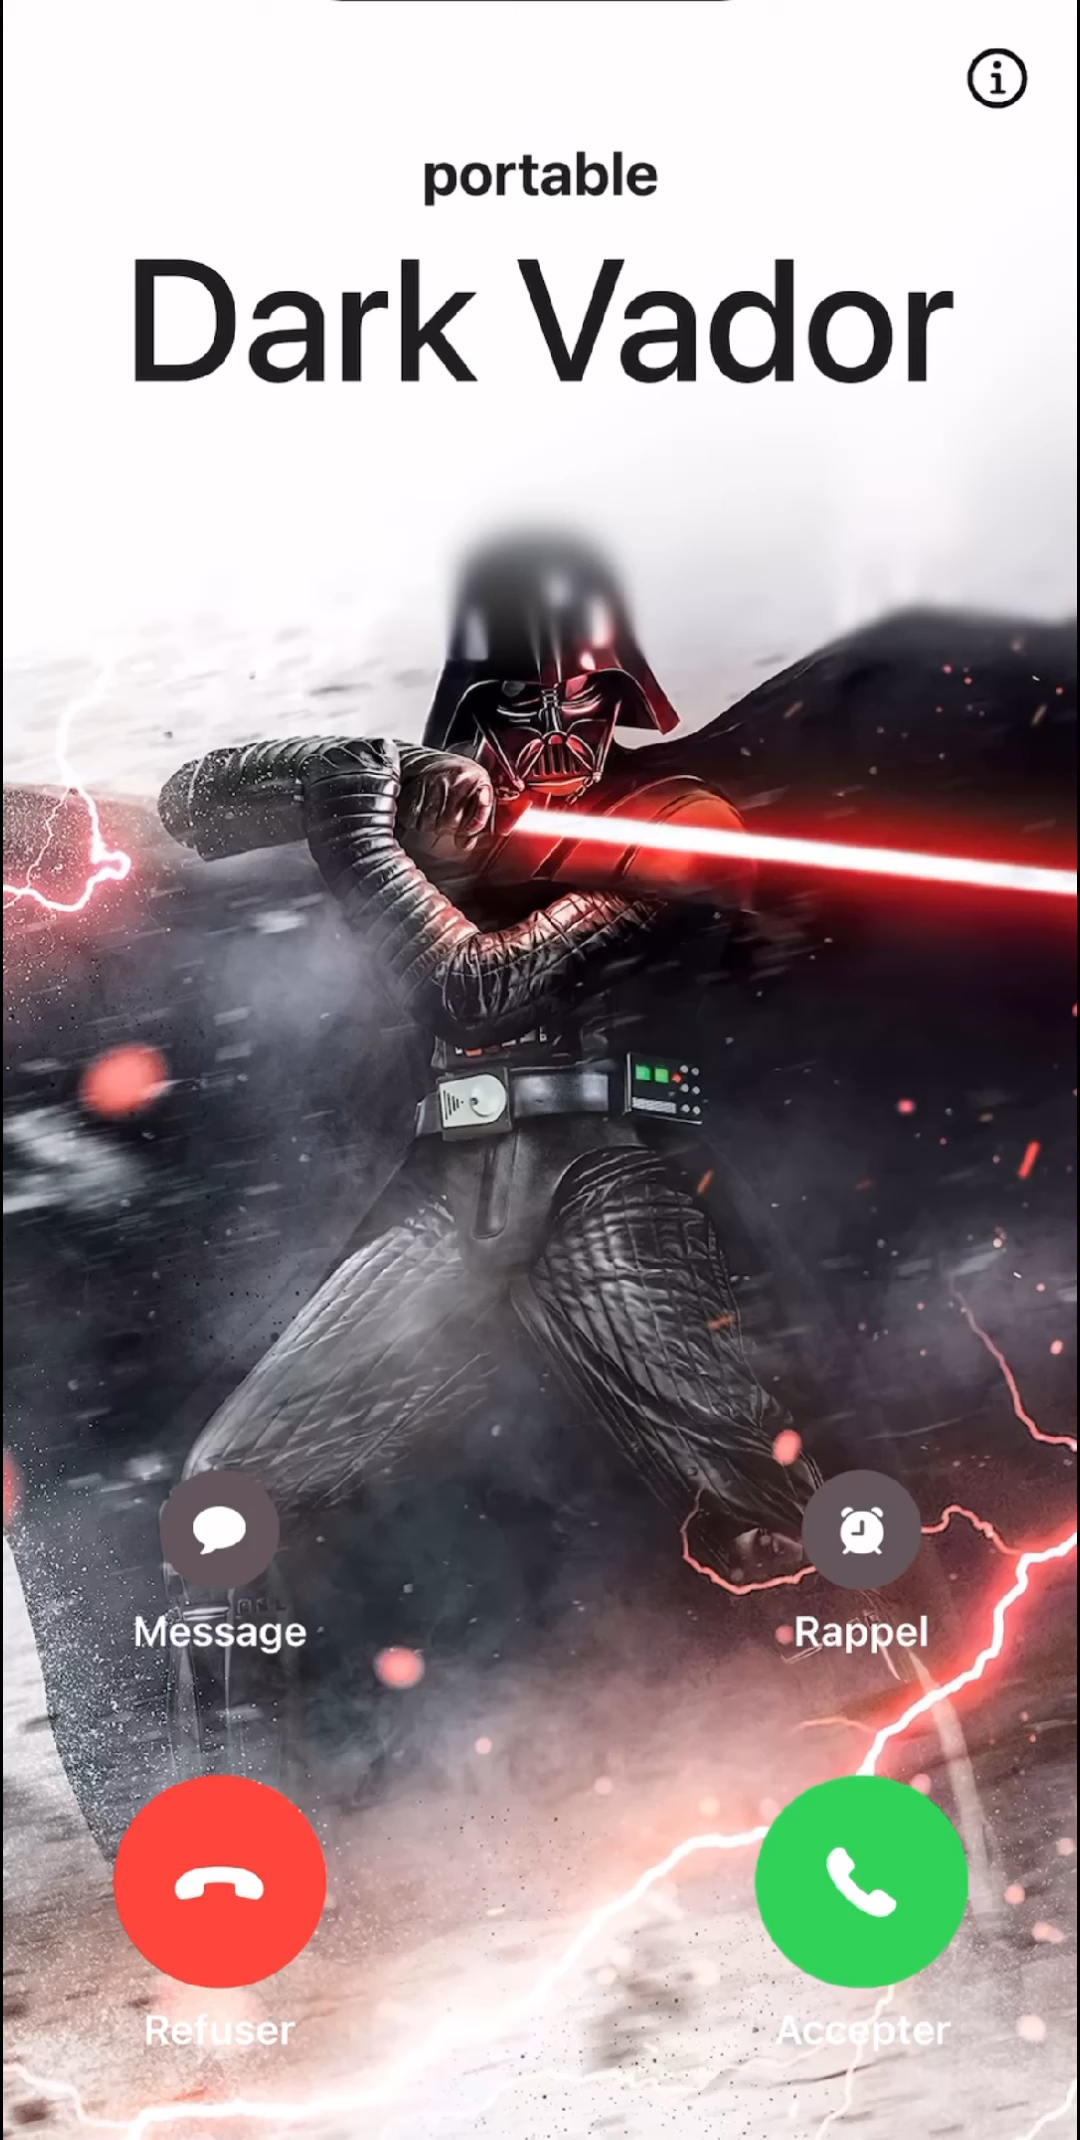 portable
Dark Vador
Message
Rappel
Refuser
Accepter